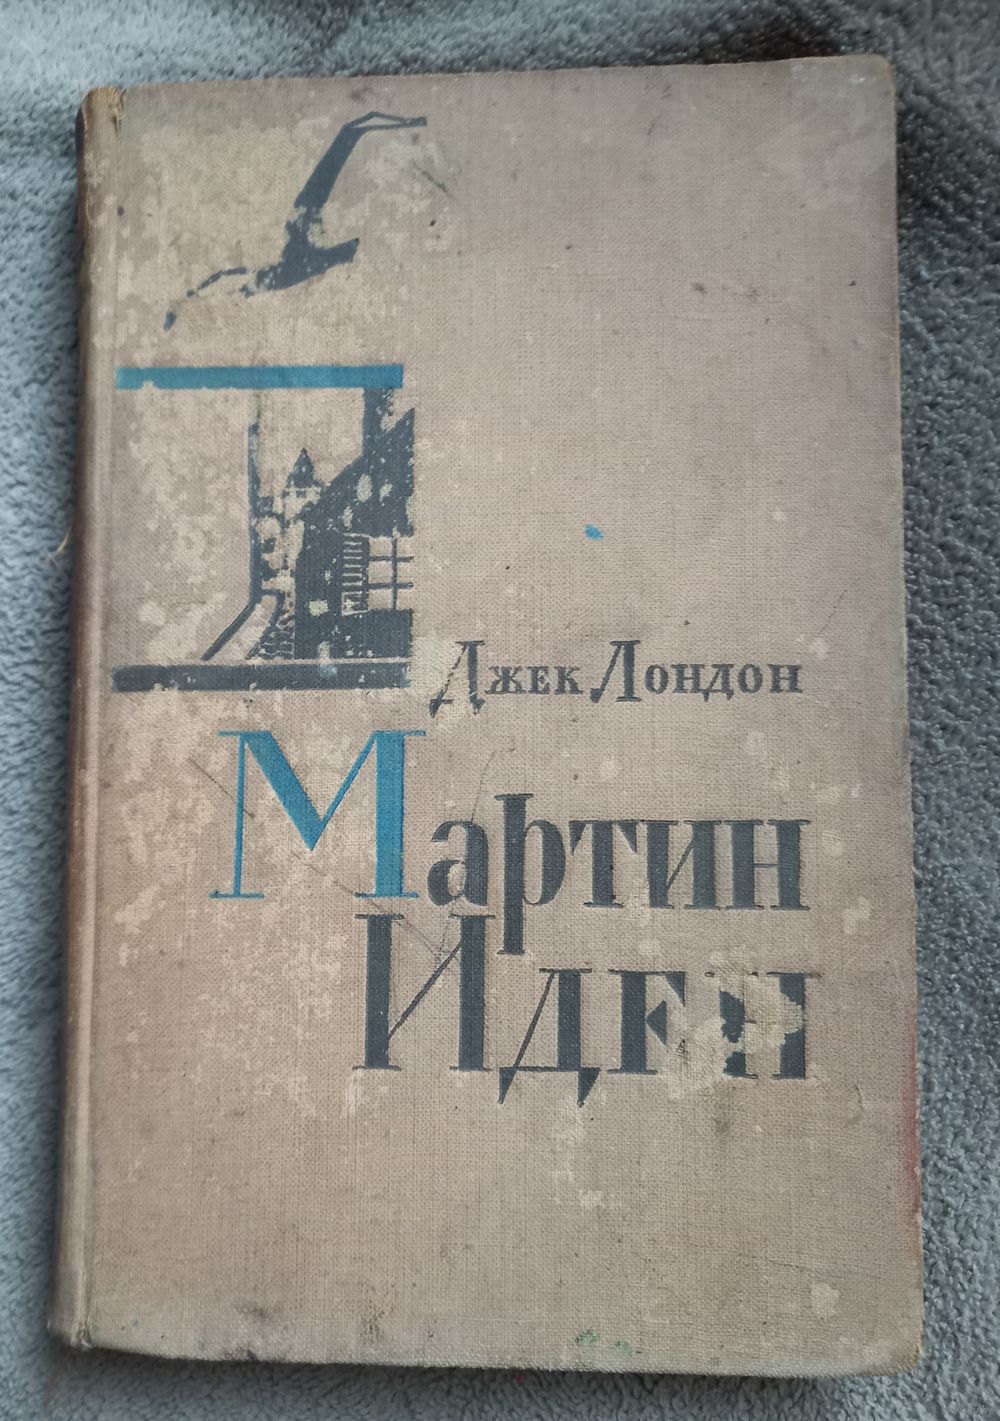 Джек Лондон
Мартин
Иден